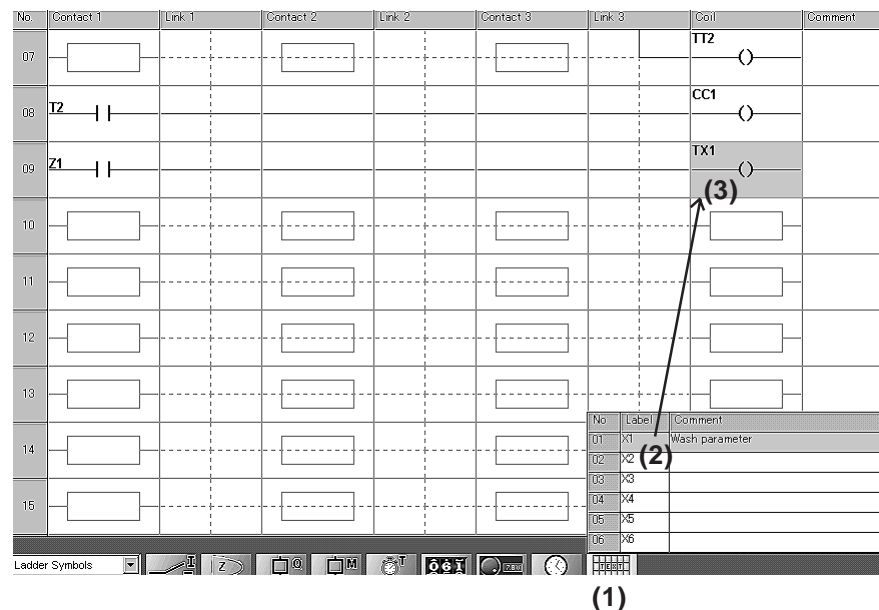 No. Contact 1 Link 1 Contact 2 Link 2 Contact 3 Link 3 Coil Comment
07 TT2 ()
08 T2 CC1 ()
09 Z1 TX1 ()
(3)
10
11
12
13
No Label Comment
01 X1 Wash parameter
14 (2)
02 X2
03 X3
04 X4
15
05 X5
06 X6
Ladder Symbols I Z Q M T TEXT
(1)